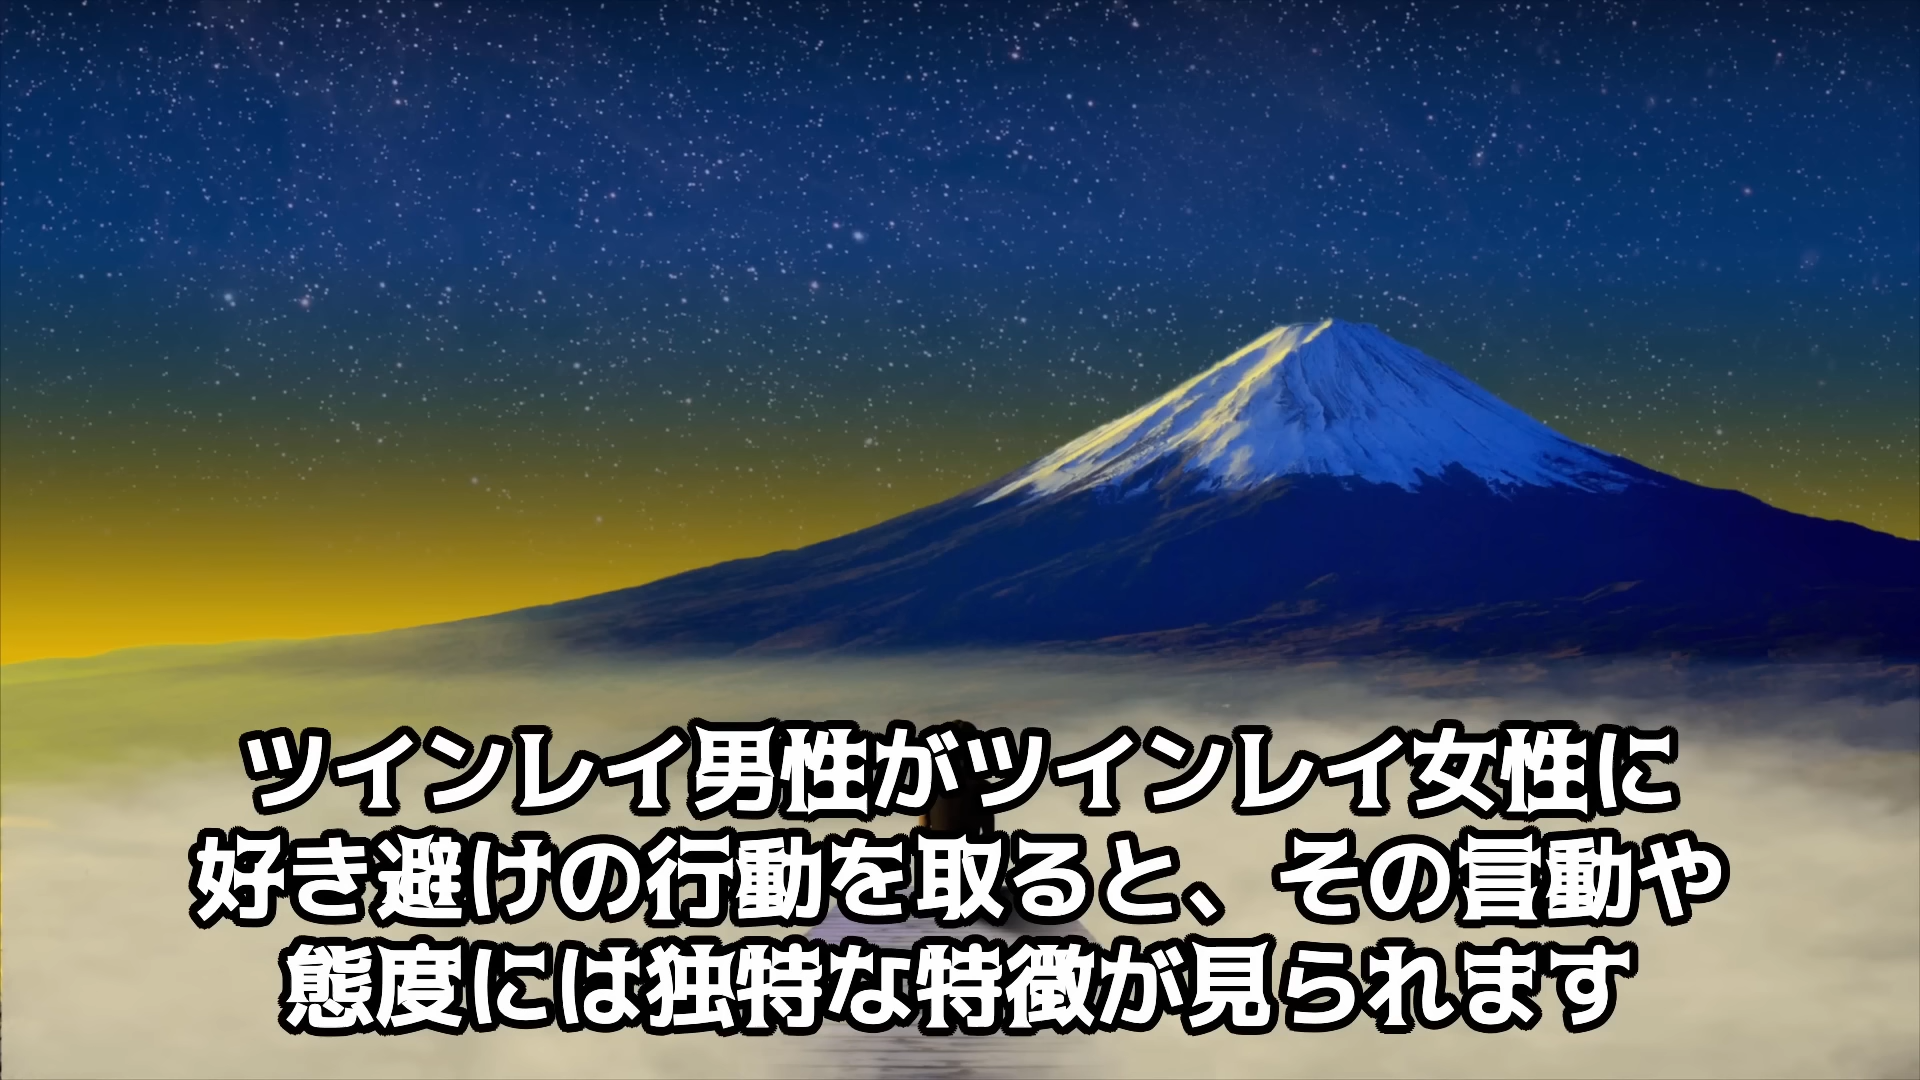 ツインレイ男性がツインレイ女性に
好き避けの行動を取ると、その言動や
態度には独特な特徴が見られます